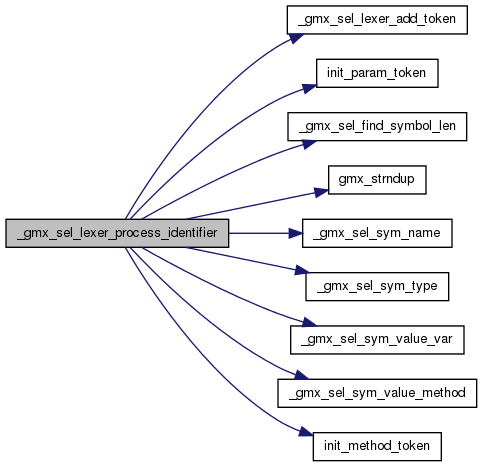 _gmx_sel_lexer_add_token
init_param_token
_gmx_sel_find_symbol_len
gmx_strndup
_gmx_sel_lexer_process_identifier
_gmx_sel_sym_name
_gmx_sel_sym_type
_gmx_sel_sym_value_var
_gmx_sel_sym_value_method
init_method_token